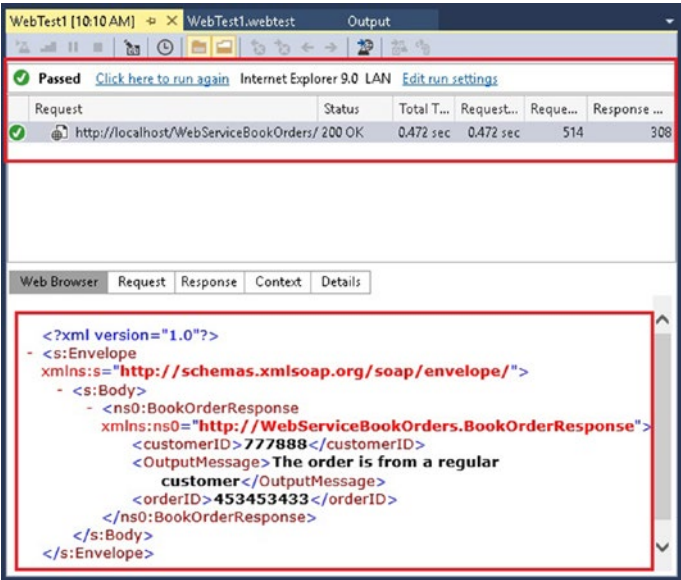 WebTest1 [10:10 AM] WebTest1.webtest Output
Passed Click here to run again Internet Explorer 9.0 LAN Edit run settings
Request Status Total T... Request... Reque... Response ...
http://localhost/WebServiceBookOrders/ 200 OK 0.472 sec 0.472 sec 514 308
Web Browser Request Response Context Details
<?xml version="1.0"?>
- <s:Envelope
xmlns:s="http://schemas.xmlsoap.org/soap/envelope/">
- <s:Body>
- <ns0:BookOrderResponse
xmlns:ns0="http://WebServiceBookOrders.BookOrderResponse">
<customerID>777888</customerID>
<OutputMessage>The order is from a regular
customer</OutputMessage>
<orderID>453453433</orderID>
</ns0:BookOrderResponse>
</s:Body>
</s:Envelope>